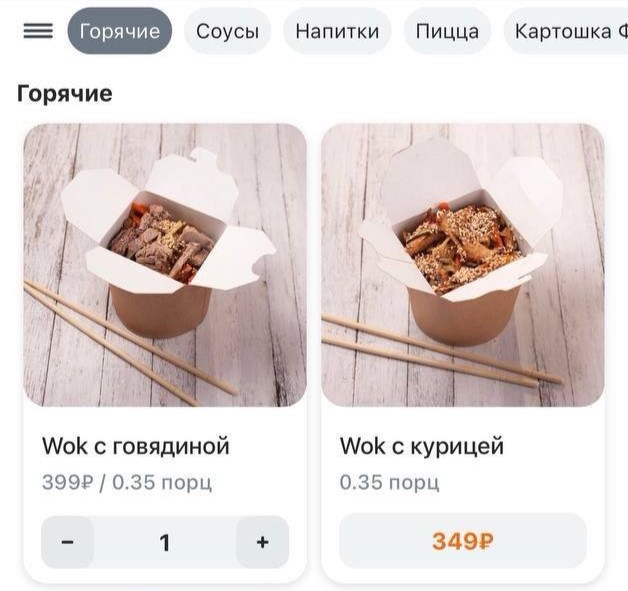 Горячие Соусы Напитки Пицца Картошка
Горячие
Wok с говядиной
399₽ / 0.35 порц
− 1 +
Wok с курицей
0.35 порц
349₽